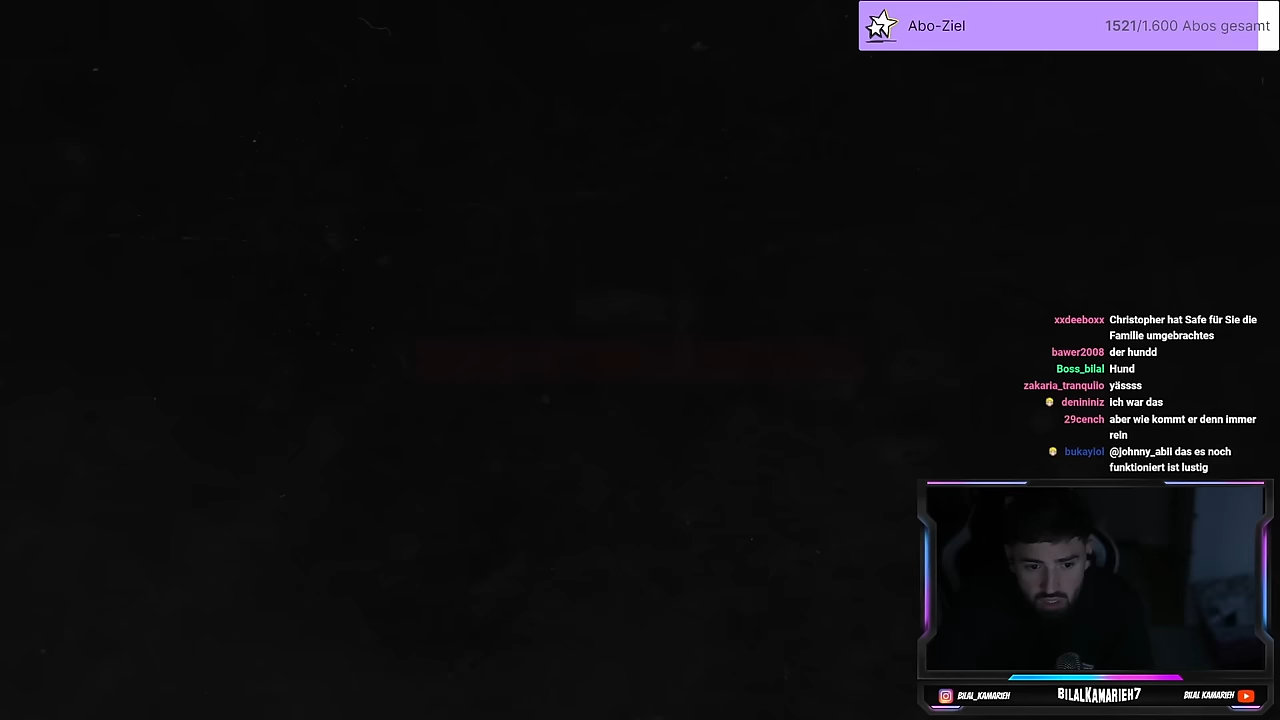 Abo-Ziel
1521/1.600 Abos gesamt
xxdeeboxx Christopher hat Safe für Sie die
Familie umgebrachtes
bawer2008 der hundd
Boss_bilal Hund
zakaria_tranquilo yässss
denininiz ich war das
29cench aber wie kommt er denn immer
rein
bukaylol @johnny_abii das es noch
funktioniert ist lustig
BILAL_KAMARIEH
BILALKAMARIEH7
BILAL KAMARIEH